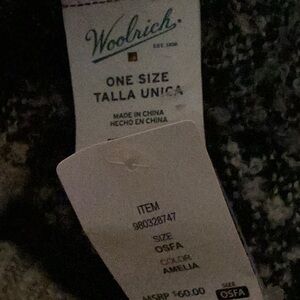 Woolrich
EST. 1830
ONE SIZE
TALLA UNICA
MADE IN CHINA
HECHO EN CHINA
ITEM
980328747
SIZE
OSFA
COLOR
AMELIA
MSRP $60.00
SIZE
OSFA